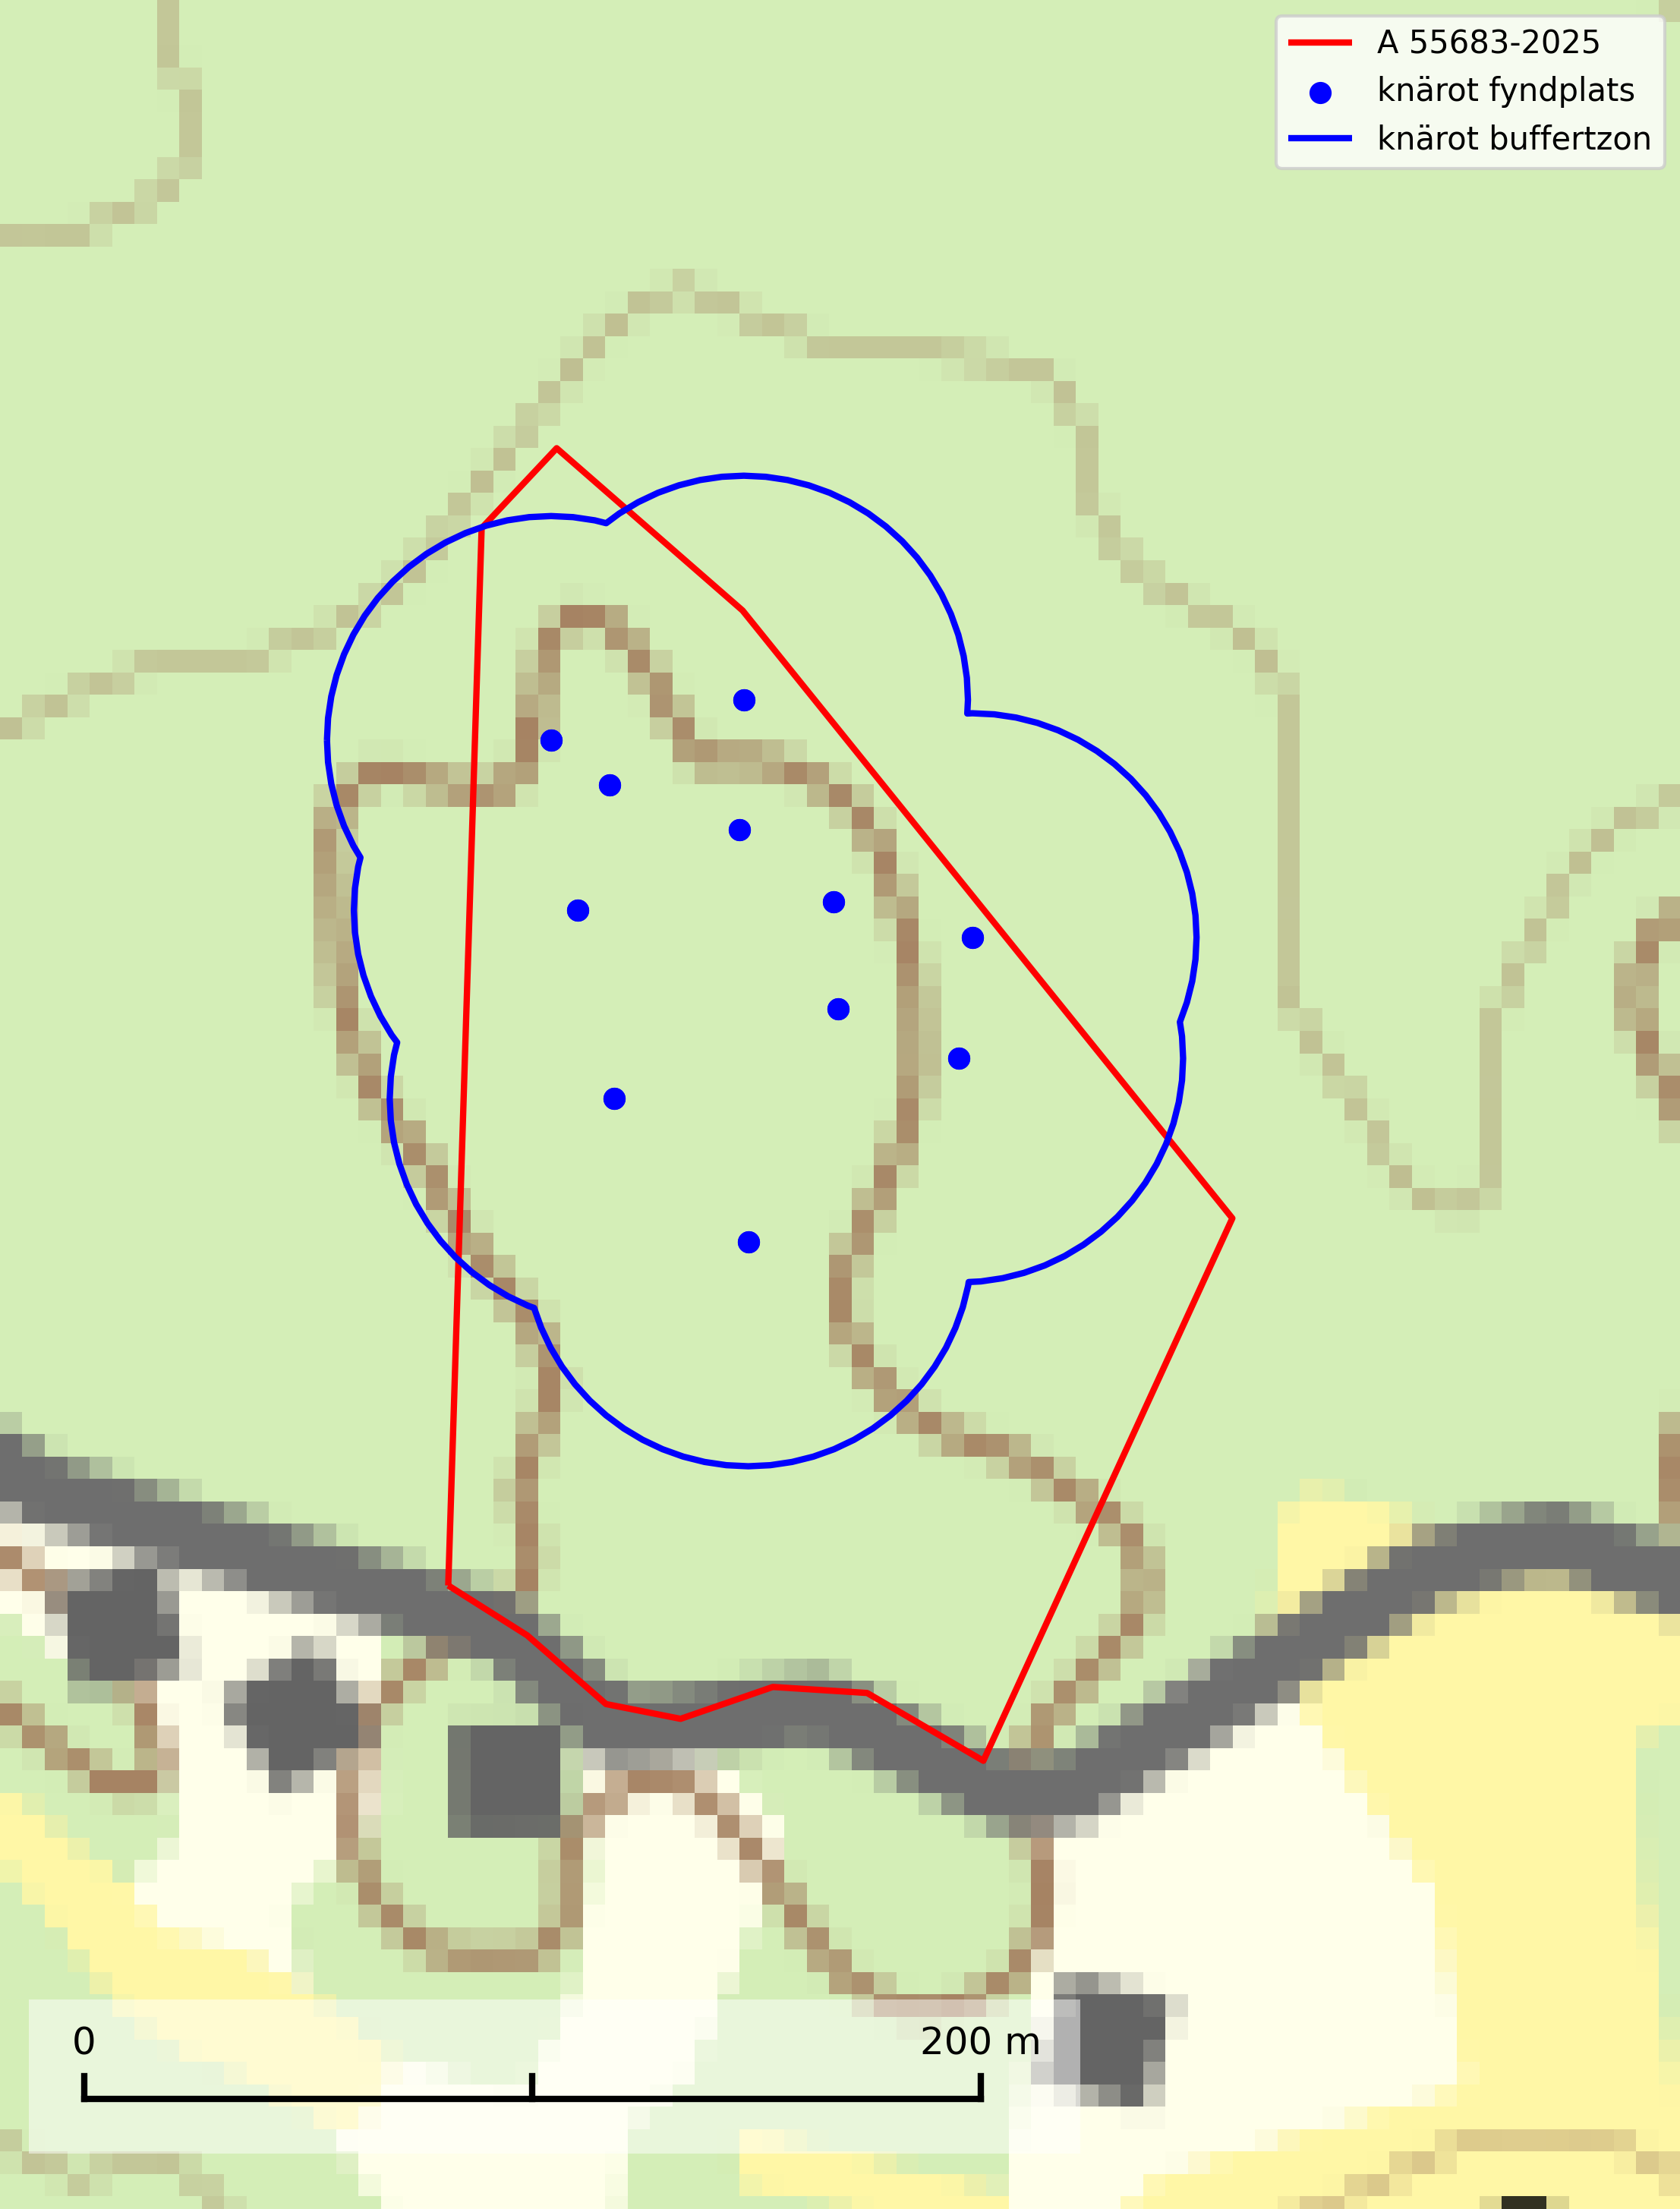 A 55683-2025
knärot fyndplats
knärot buffertzon
0 200 m